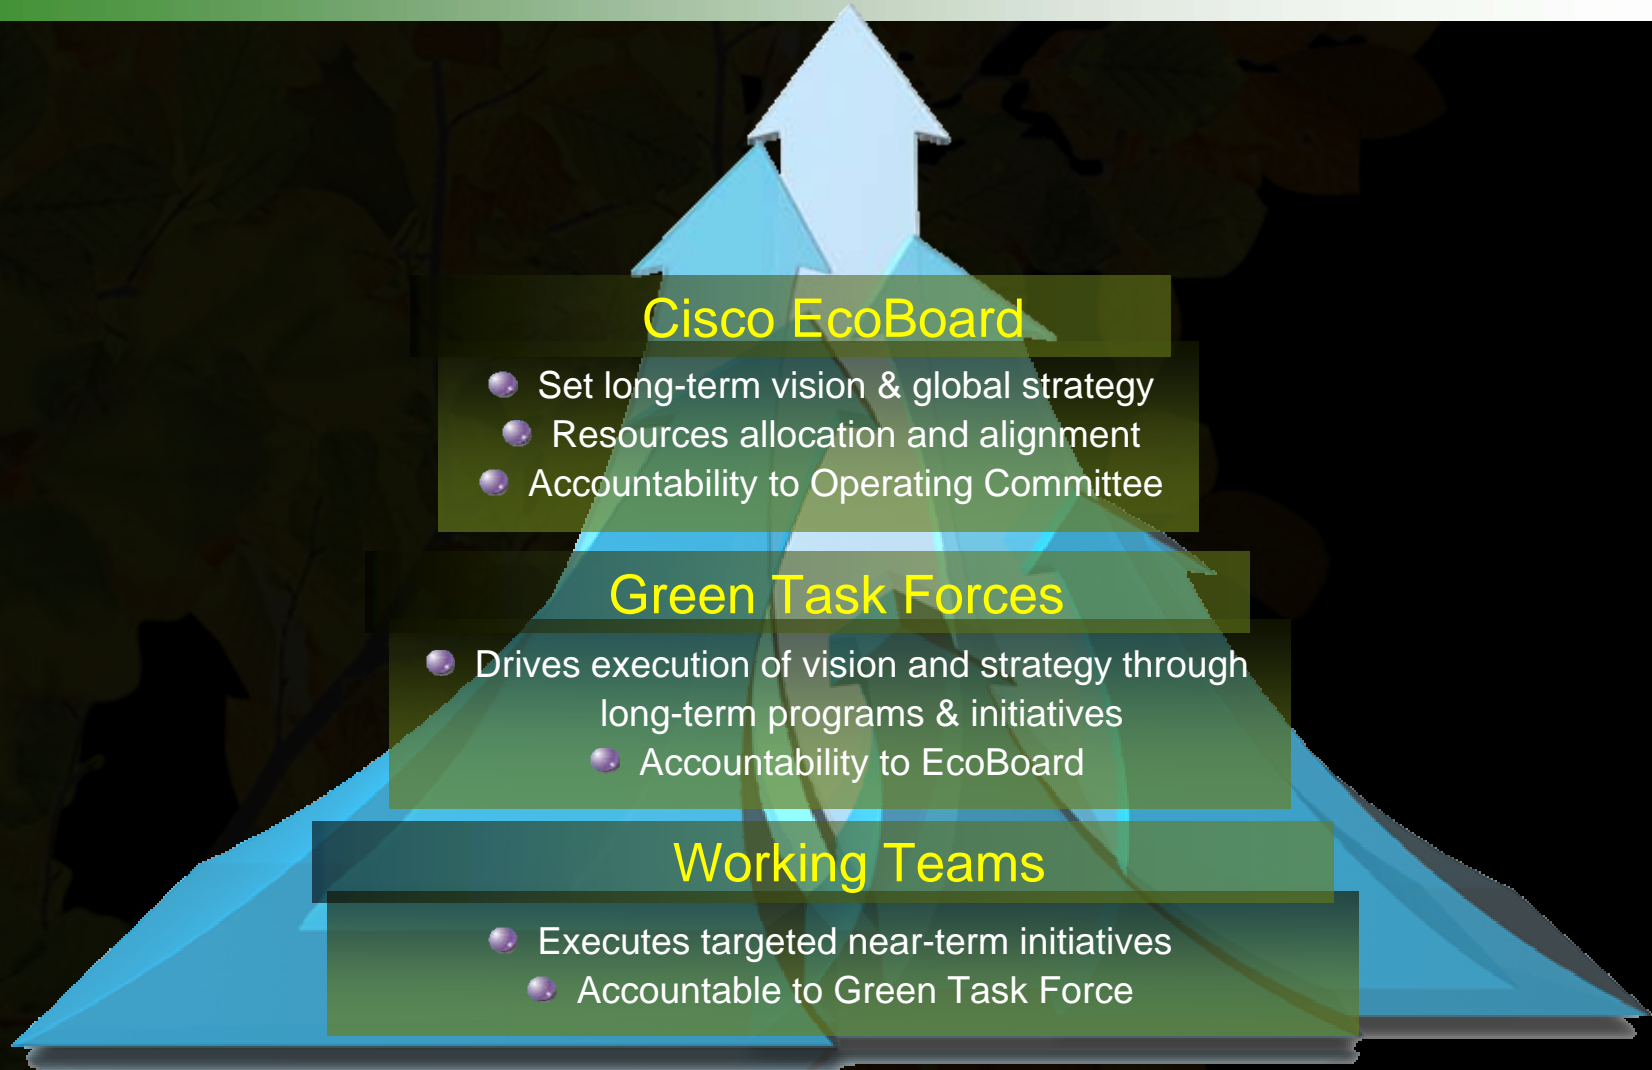 Cisco EcoBoard
Set long-term vision & global strategy
Resources allocation and alignment
Accountability to Operating Committee
Green Task Forces
Drives execution of vision and strategy through
long-term programs & initiatives
Accountability to EcoBoard
Working Teams
Executes targeted near-term initiatives
Accountable to Green Task Force